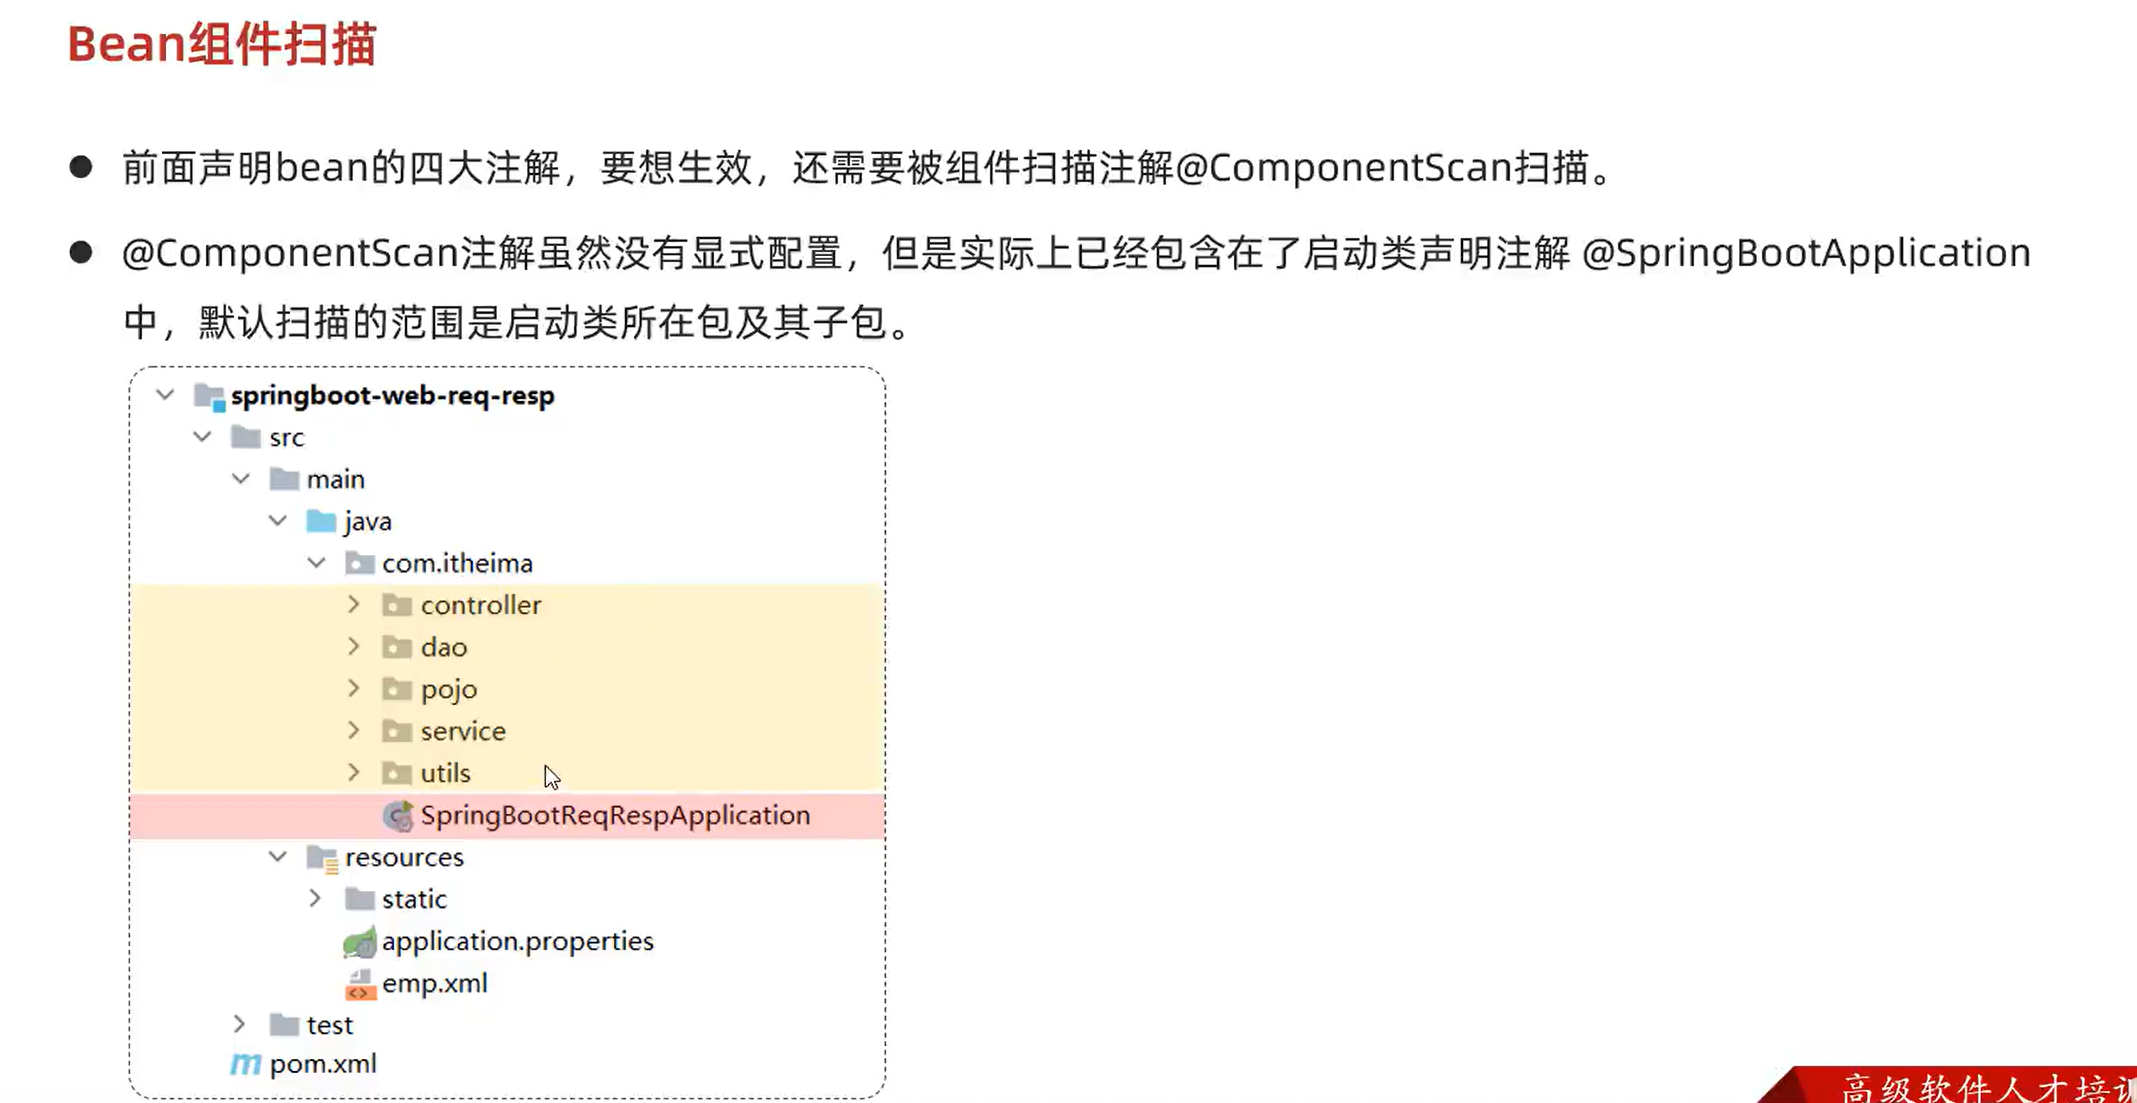 Bean组件扫描
前面声明bean的四大注解，要想生效，还需要被组件扫描注解@ComponentScan扫描。
@ComponentScan注解虽然没有显式配置，但是实际上已经包含在了启动类声明注解 @SpringBootApplication
中，默认扫描的范围是启动类所在包及其子包。
springboot-web-req-resp
src
main
java
com.itheima
controller
dao
pojo
service
utils
SpringBootReqRespApplication
resources
static
application.properties
emp.xml
test
pom.xml
高级软件人才培训